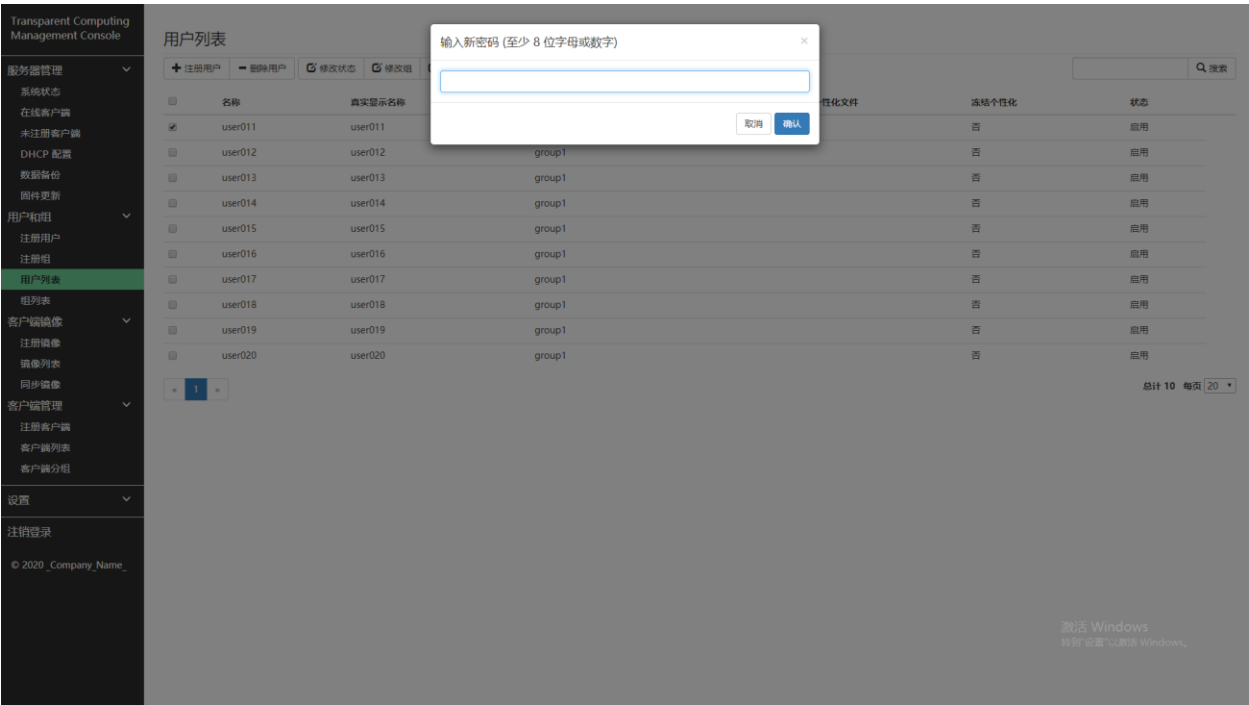 Transparent Computing
Management Console
服务器管理
系统状态
在线客户端
未注册客户端
DHCP 配置
数据备份
固件更新
用户和组
注册用户
注册组
用户列表
组列表
客户端镜像
注册镜像
镜像列表
同步镜像
客户端管理
注册客户端
客户端列表
客户端分组
设置
注销登录
© 2020 _Company_Name_
用户列表
注册用户 删除用户 修改状态 修改组
搜索
输入新密码 (至少 8 位字母或数字) ×
取消 确认
名称 真实显示名称 性化文件 冻结个性化 状态
user011 user011 否 启用
user012 user012 group1 否 启用
user013 user013 group1 否 启用
user014 user014 group1 否 启用
user015 user015 group1 否 启用
user016 user016 group1 否 启用
user017 user017 group1 否 启用
user018 user018 group1 否 启用
user019 user019 group1 否 启用
user020 user020 group1 否 启用
« 1 »
总计 10 每页 20
激活 Windows
转到"设置"以激活 Windows。